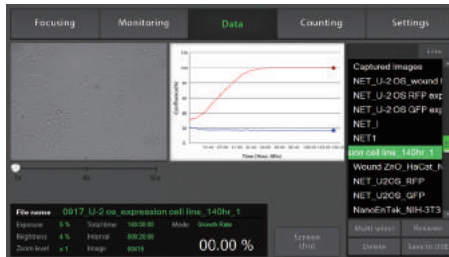 Focusing Monitoring Data Counting Settings
Captured Images
NET_U-2 OS_wound
NET_U-2 OS RFP exp
NET_U-2 OS GFP exp
NET_I
NET1
sion cell line_140hr_1
Wound ZnO_HaCat_N
NET_U2OS_RFP
NET_U2OS_GFP
NanoEnTek_NIH-3T3
Time (Hour: Min)
File name 0917_U-2 os_expression cell line_140hr_1
Exposure 5 % Total time 140:00:00 Mode Growth Rate
Brightness 4 % Interval 000:20:00
Zoom level x1 Image
00.00 %
Screen shot
Multi select Rename
Delete Save to USB